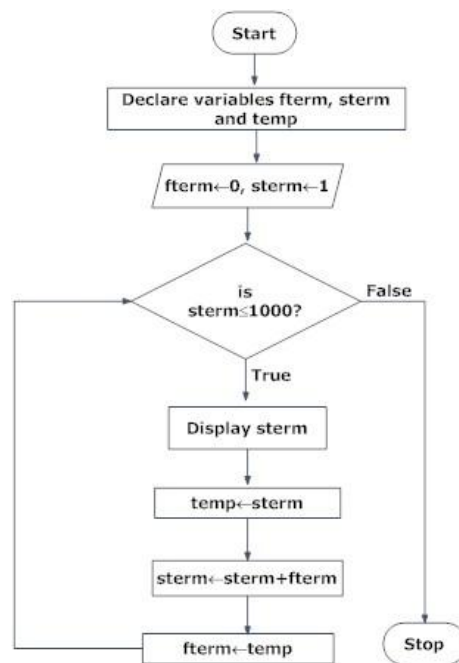 Start
Declare variables fterm, sterm
and temp
fterm←0, sterm←1
is
sterm≤1000?
False
True
Display sterm
temp←sterm
sterm←sterm+fterm
fterm←temp
Stop